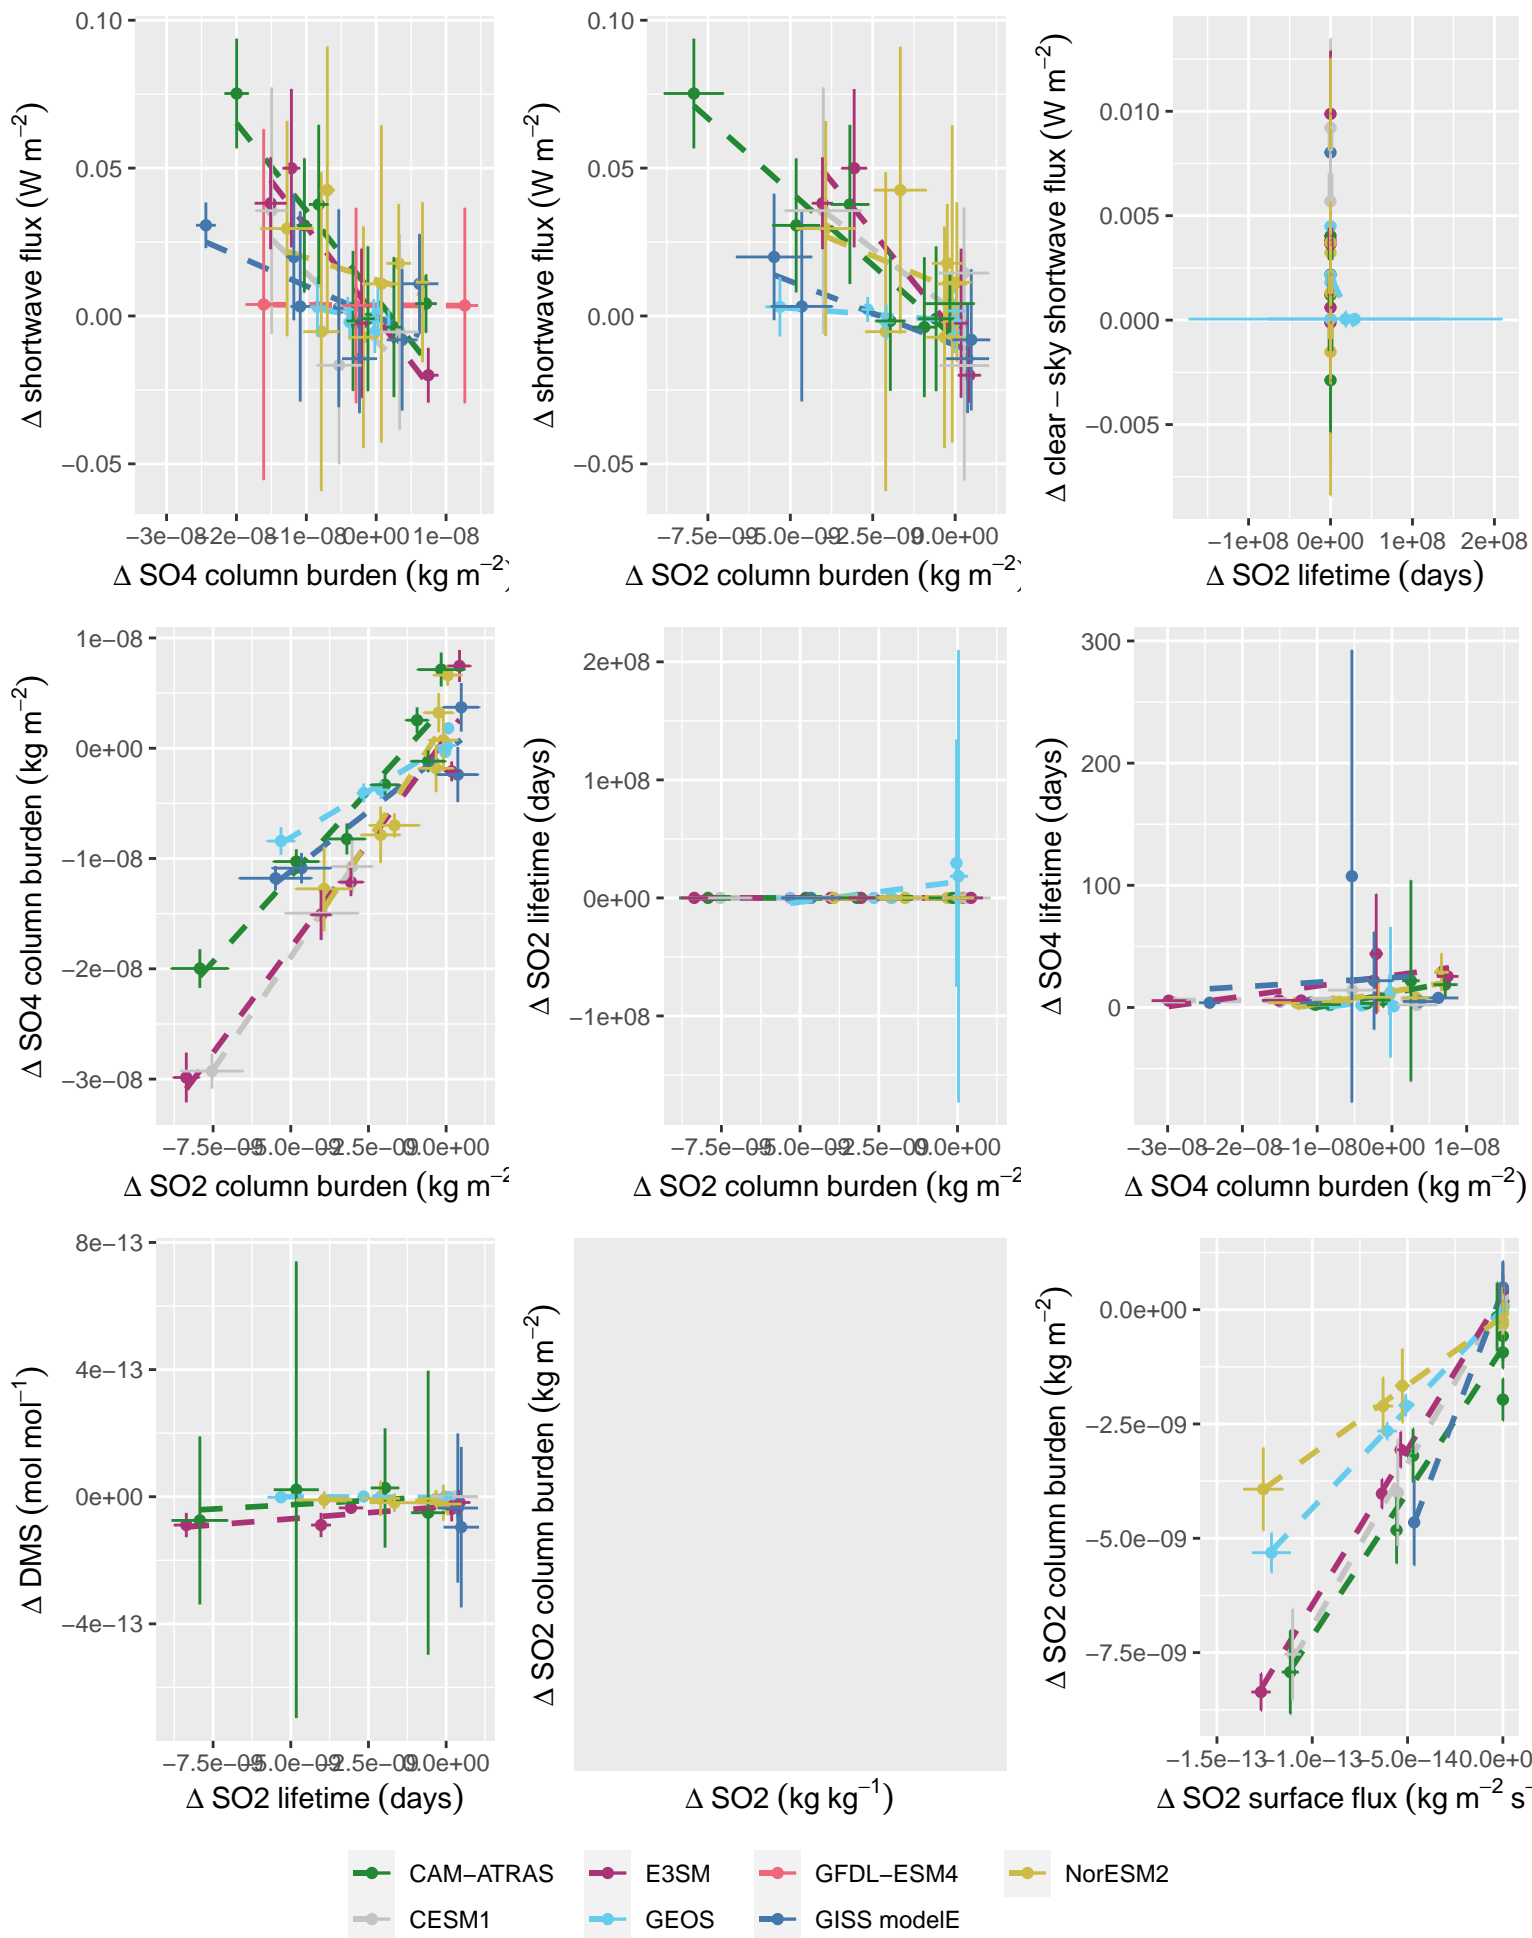 0.10
0.05
0.00
−0.05
Δ shortwave flux (W m−2)
−3e−08
−2e−08
−1e−08
0e+00
1e−08
Δ SO4 column burden (kg m−2)
0.10
0.05
0.00
−0.05
Δ shortwave flux (W m−2)
−7.5e−09
−5.0e−09
−2.5e−09
0.0e+00
Δ SO2 column burden (kg m−2)
0.010
0.005
0.000
−0.005
Δ clear − sky shortwave flux (W m−2)
−1e+08
0e+00
1e+08
2e+08
Δ SO2 lifetime (days)
1e−08
0e+00
−1e−08
−2e−08
−3e−08
Δ SO4 column burden (kg m−2)
−7.5e−09
−5.0e−09
−2.5e−09
0.0e+00
Δ SO2 column burden (kg m−2
2e+08
1e+08
0e+00
−1e+08
Δ SO2 lifetime (days)
−7.5e−09
−5.0e−09
−2.5e−09
0.0e+00
Δ SO2 column burden (kg m−2
300
200
100
0
Δ SO4 lifetime (days)
−3e−08
−2e−08
−1e−08
0e+00
1e−08
Δ SO4 column burden (kg m−2)
8e−13
4e−13
0e+00
−4e−13
Δ DMS (mol mol−1)
−7.5e−09
−5.0e−09
−2.5e−09
0.0e+00
Δ SO2 lifetime (days)
Δ SO2 column burden (kg m−2)
Δ SO2 (kg kg−1)
0.0e+00
−2.5e−09
−5.0e−09
−7.5e−09
Δ SO2 column burden (kg m−2)
−1.5e−13
−1.0e−13
−5.0e−14
0.0e+0
Δ SO2 surface flux (kg m−2 s−
CAM−ATRAS
E3SM
GFDL−ESM4
NorESM2
CESM1
GEOS
GISS modelE